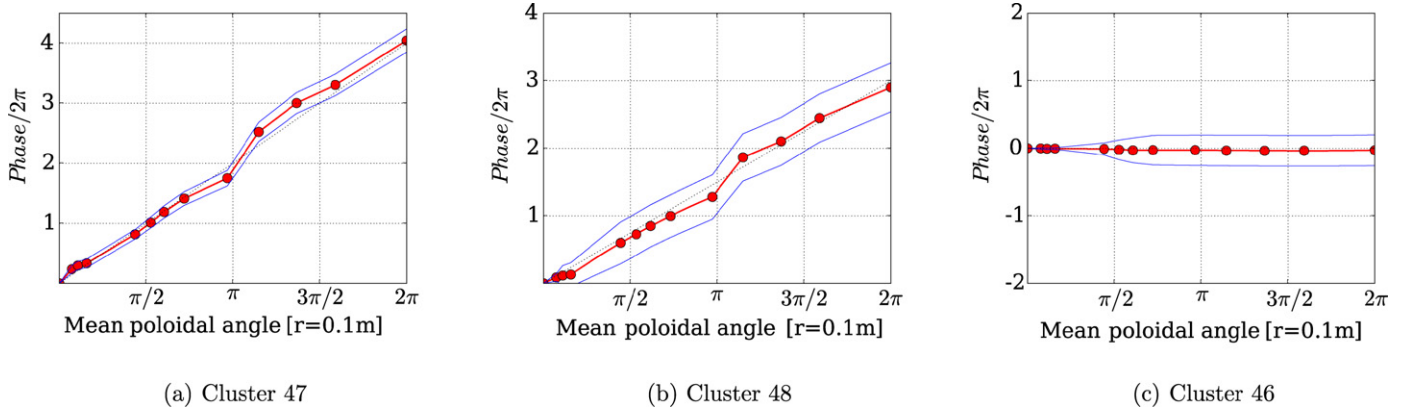 4
3
2
1
Phase/2π
π/2
π
3π/2
2π
Mean poloidal angle [r=0.1m]
(a) Cluster 47
4
3
2
1
Phase/2π
π/2
π
3π/2
2π
Mean poloidal angle [r=0.1m]
(b) Cluster 48
2
1
0
-1
-2
Phase/2π
π/2
π
3π/2
2π
Mean poloidal angle [r=0.1m]
(c) Cluster 46